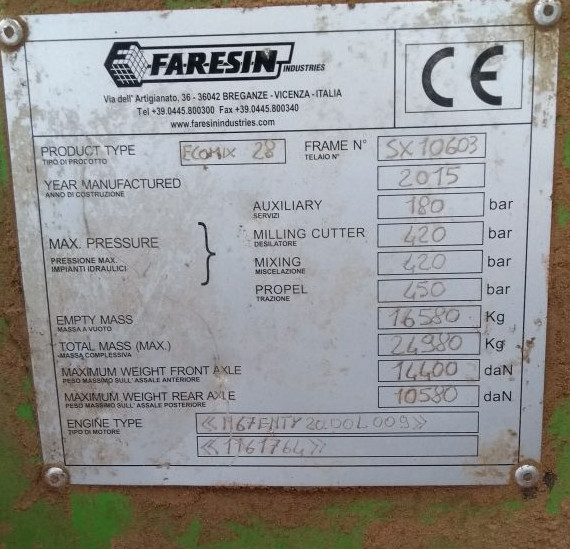 FARESIN INDUSTRIES
Via dell' Artigianato, 36 - 36042 BREGANZE - VICENZA - ITALIA
Tel +39.0445.800300 Fax +39.0445.800340
www.faresinindustries.com
CE
PRODUCT TYPE ECOMIX 28 FRAME N° SX10603
TIPO DI PRODOTTO TELAIO N°
YEAR MANUFACTURED 2015
ANNO DI COSTRUZIONE
MAX. PRESSURE
PRESSIONE MAX.
IMPIANTI IDRAULICI
AUXILIARY 180 bar
SERVIZI
MILLING CUTTER 420 bar
DESILATORE
MIXING 420 bar
MISCELAZIONE
PROPEL 450 bar
TRAZIONE
EMPTY MASS 16580 Kg
MASSA A VUOTO
TOTAL MASS (MAX.) 24980 Kg
MASSA COMPLESSIVA
MAXIMUM WEIGHT FRONT AXLE 14400 daN
PESO MASSIMO SULL' ASSALE ANTERIORE
MAXIMUM WEIGHT REAR AXLE 10580 daN
PESO MASSIMO SULL' ASSALE POSTERIORE
ENGINE TYPE
TIPO DI MOTORE
≪1161764≫